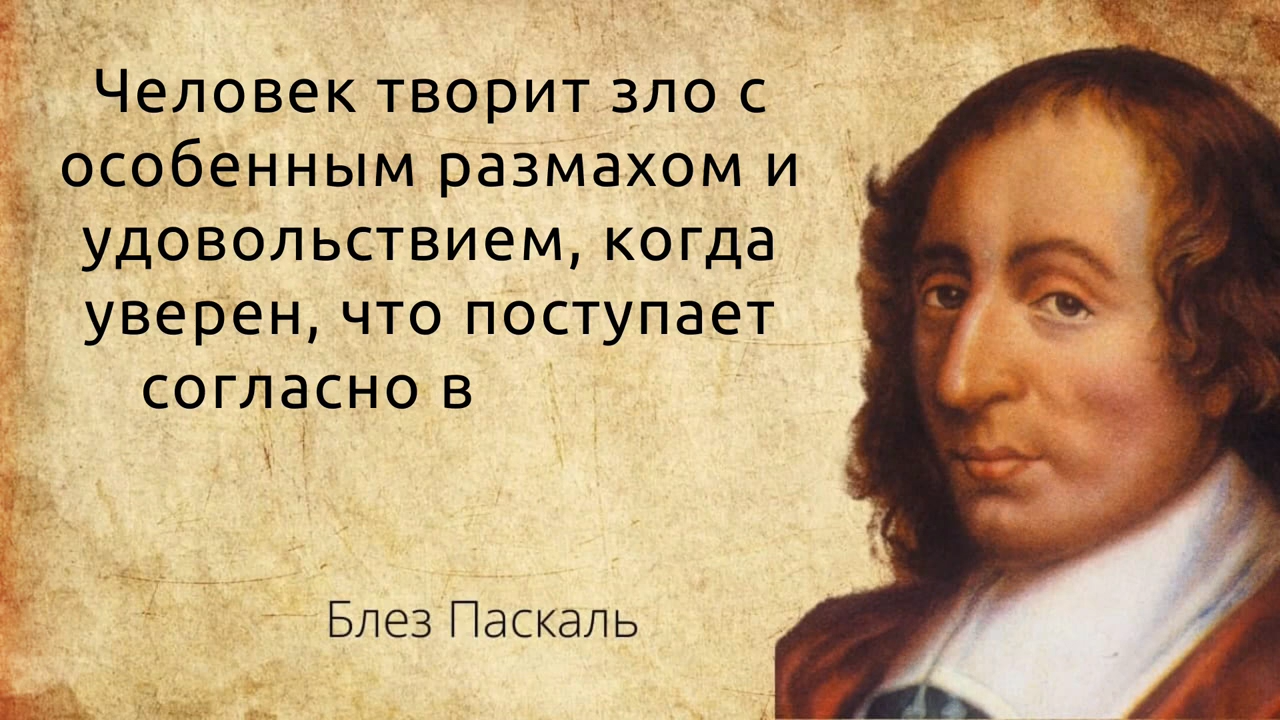 Человек творит зло с
особенным размахом и
удовольствием, когда
уверен, что поступает
согласно в
Блез Паскаль